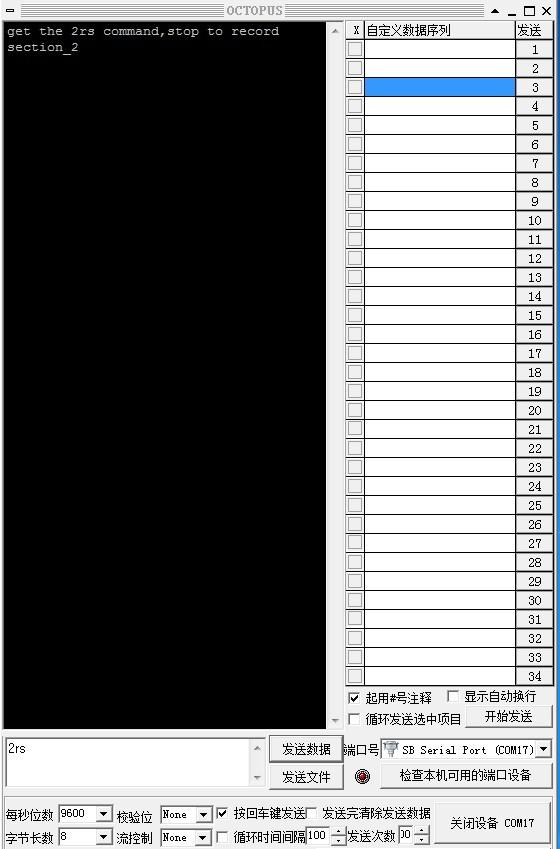 OCTOPUS
get the 2rs command,stop to record
section_2
X 自定义数据序列 发送
1
2
3
4
5
6
7
8
9
10
11
12
13
14
15
16
17
18
19
20
21
22
23
24
25
26
27
28
29
30
31
32
33
34
起用#号注释 显示自动换行
循环发送选中项目 开始发送
2rs
发送数据 端口号 SB Serial Port (COM17)
发送文件 检查本机可用的端口设备
每秒位数 9600 校验位 None 按回车键发送 发送完清除发送数据
字节长数 8 流控制 None 循环时间间隔 100 发送次数
关闭设备 COM17